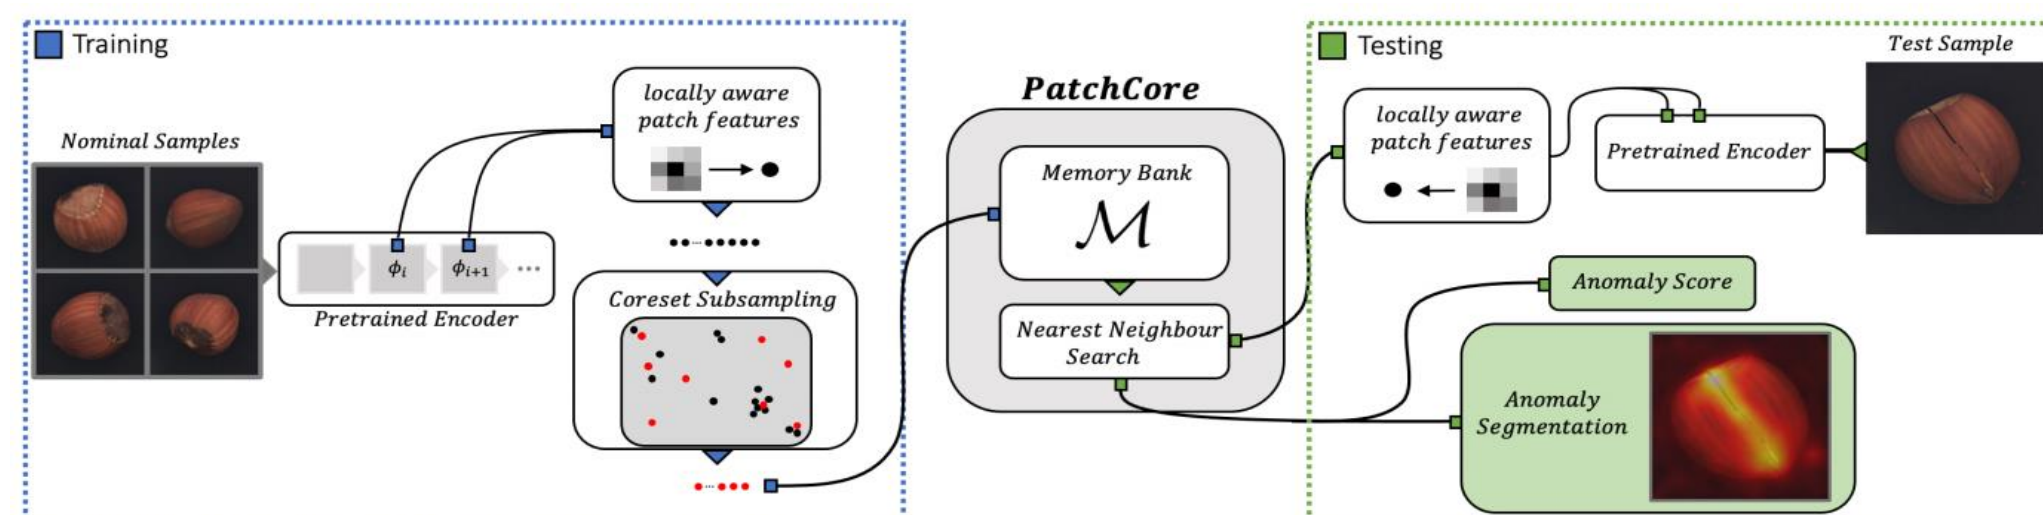 Training
Nominal Samples
ϕᵢ
ϕᵢ₊₁
Pretrained Encoder
locally aware
patch features
Coreset Subsampling
PatchCore
Memory Bank
ℳ
Nearest Neighbour
Search
Testing
locally aware
patch features
Pretrained Encoder
Test Sample
Anomaly Score
Anomaly
Segmentation